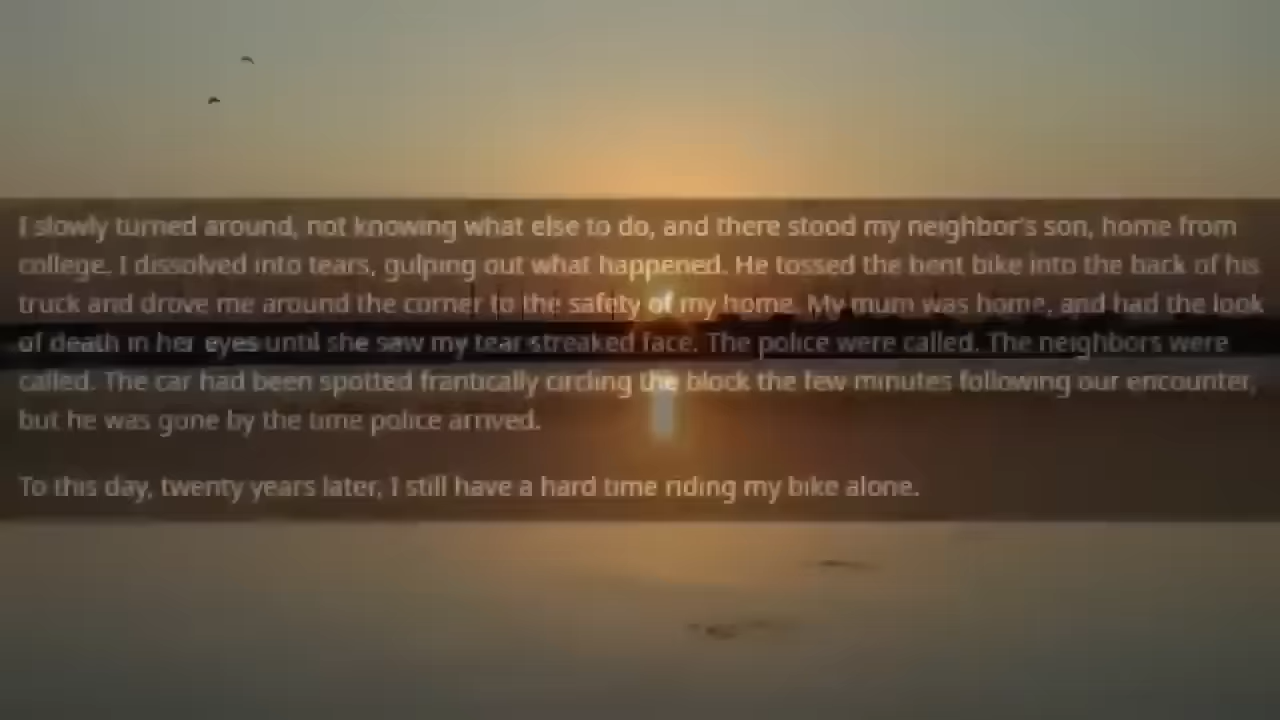 I slowly turned around, not knowing what else to do, and there stood my neighbor's son, home from
college. I dissolved into tears, gulping out what happened. He tossed the bent bike into the back of his
truck and drove me around the corner to the safety of my home. My mum was home, and had the look
of death in her eyes until she saw my tear streaked face. The police were called. The neighbors were
called. The car had been spotted frantically circling the block the few minutes following our encounter,
but he was gone by the time police arrived.
To this day, twenty years later, I still have a hard time riding my bike alone.